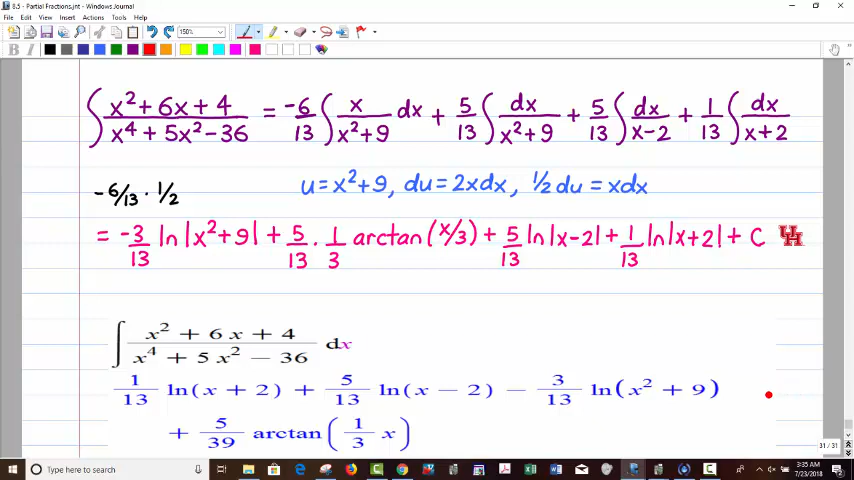 8.5 - Partial Fractions.jnt - Windows Journal
File Edit View Insert Actions Tools Help
150%
B I
∫ (x² + 6x + 4)/(x⁴ + 5x² - 36) = -6/13 ∫ x/(x² + 9) dx + 5/13 ∫ dx/(x² + 9) + 5/13 ∫ dx/(x - 2) + 1/13 ∫ dx/(x + 2)
-6/13 · 1/2
u = x² + 9, du = 2xdx, 1/2 du = xdx
= -3/13 ln|x² + 9| + 5/13 · 1/3 arctan(x/3) + 5/13 ln|x - 2| + 1/13 ln|x + 2| + C UH
∫ (x² + 6 x + 4)/(x⁴ + 5 x² − 36) dx
1/13 ln(x + 2) + 5/13 ln(x − 2) − 3/13 ln(x² + 9)
+ 5/39 arctan(1/3 x)
31 / 31
Type here to search
3:35 AM
7/23/2018